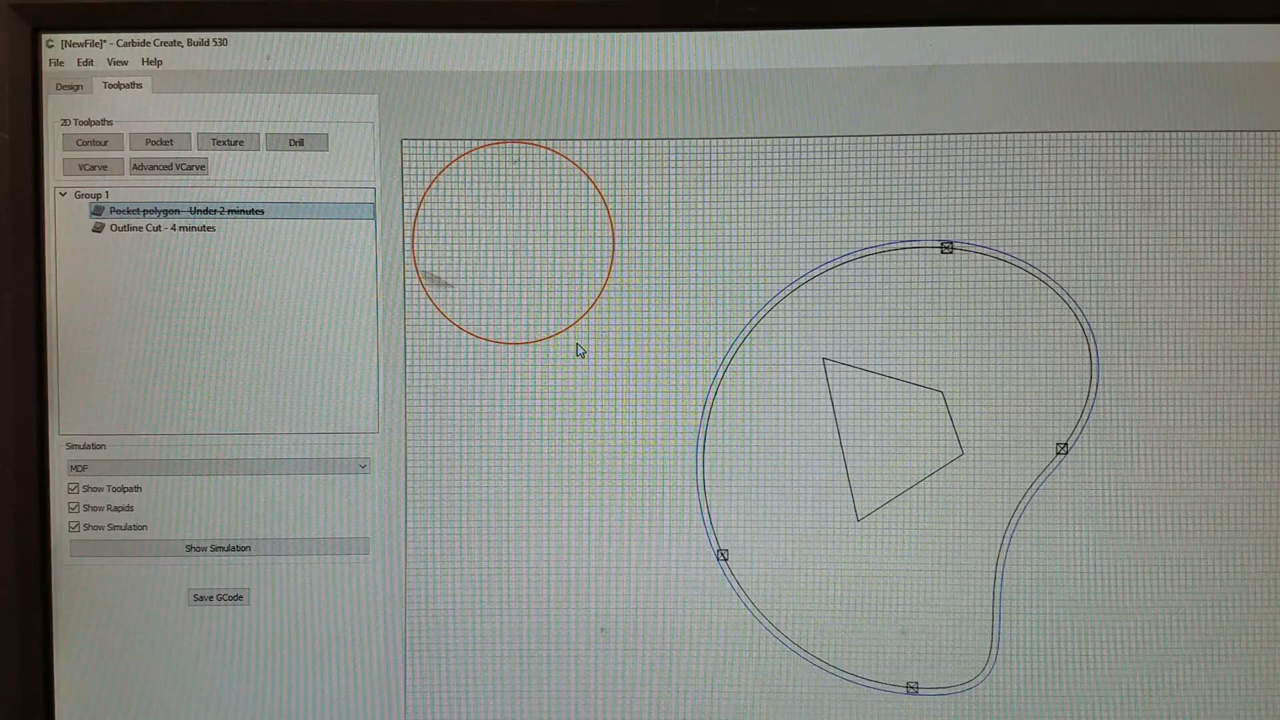 [NewFile]* - Carbide Create, Build 530
File Edit View Help
Design Toolpaths
2D Toolpaths
Contour Pocket Texture Drill
VCarve Advanced VCarve
Group 1
Pocket polygon - Under 2 minutes
Outline Cut - 4 minutes
Simulation
MDF
Show Toolpath
Show Rapids
Show Simulation
Show Simulation
Save GCode